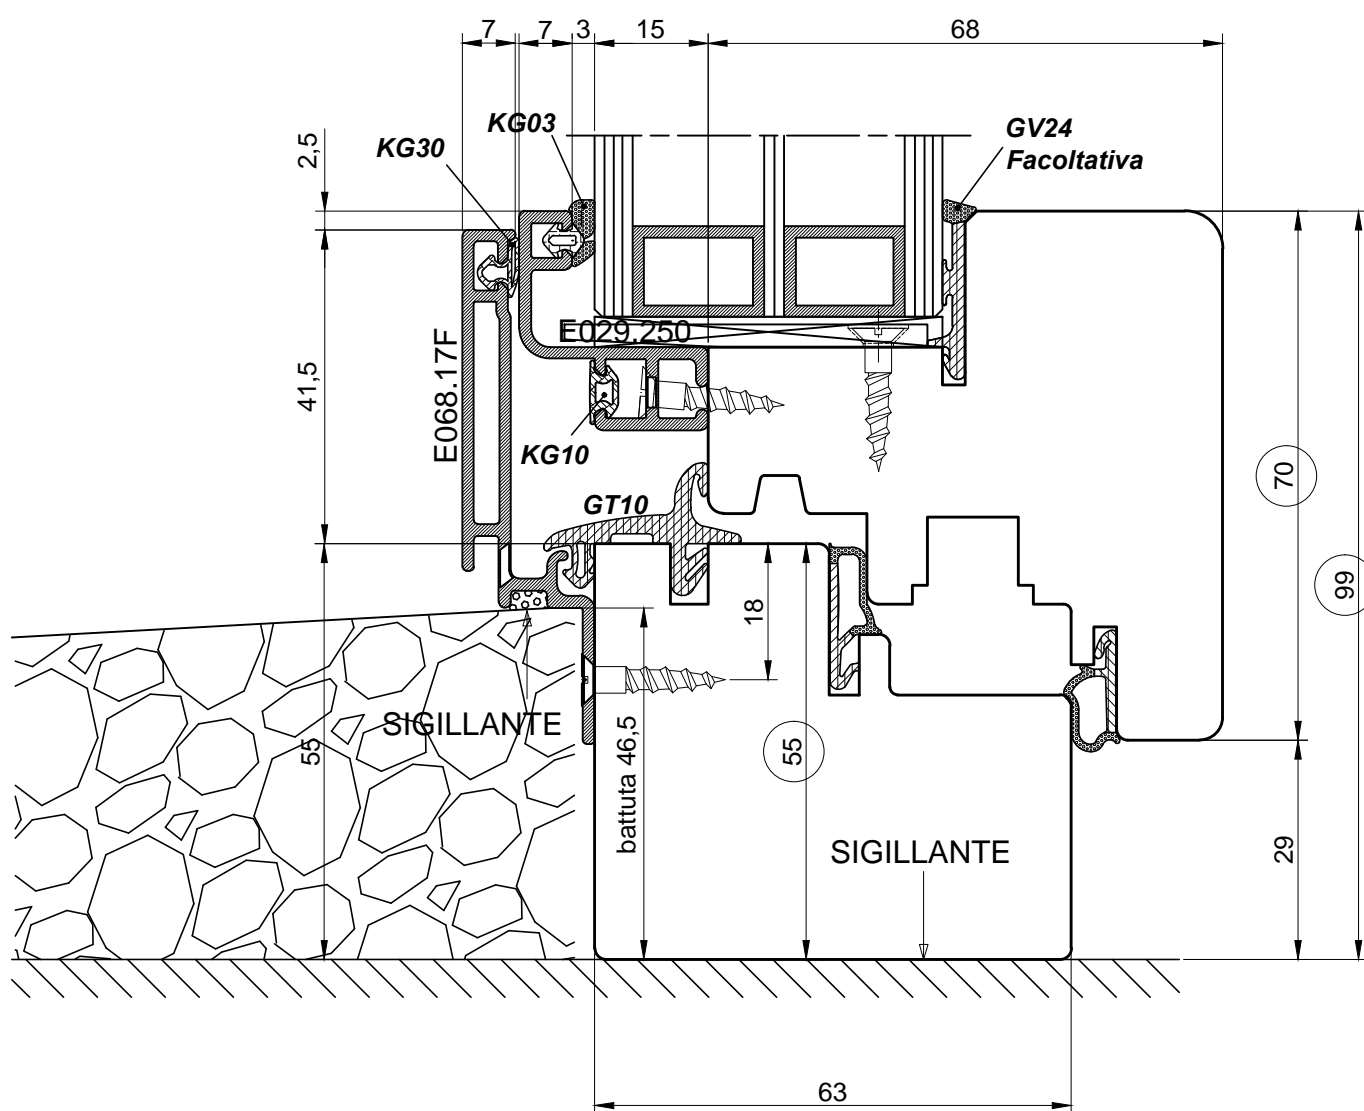 7
7
3
15
68
KG03
GV24
Facoltativa
KG30
2,5
E029.250
41,5
E068.17F
KG10
GT10
70
99
18
SIGILLANTE
55
battuta 46,5
55
SIGILLANTE
29
63